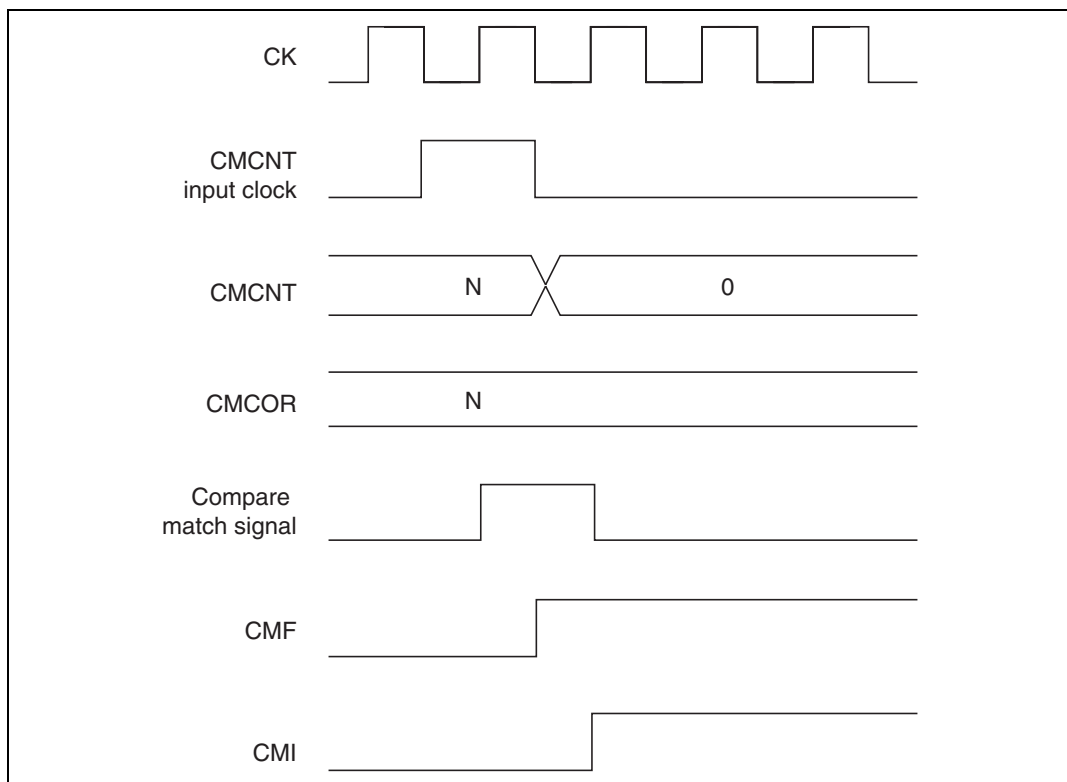 CK
CMCNT
input clock
CMCNT
N
0
CMCOR
N
Compare
match signal
CMF
CMI